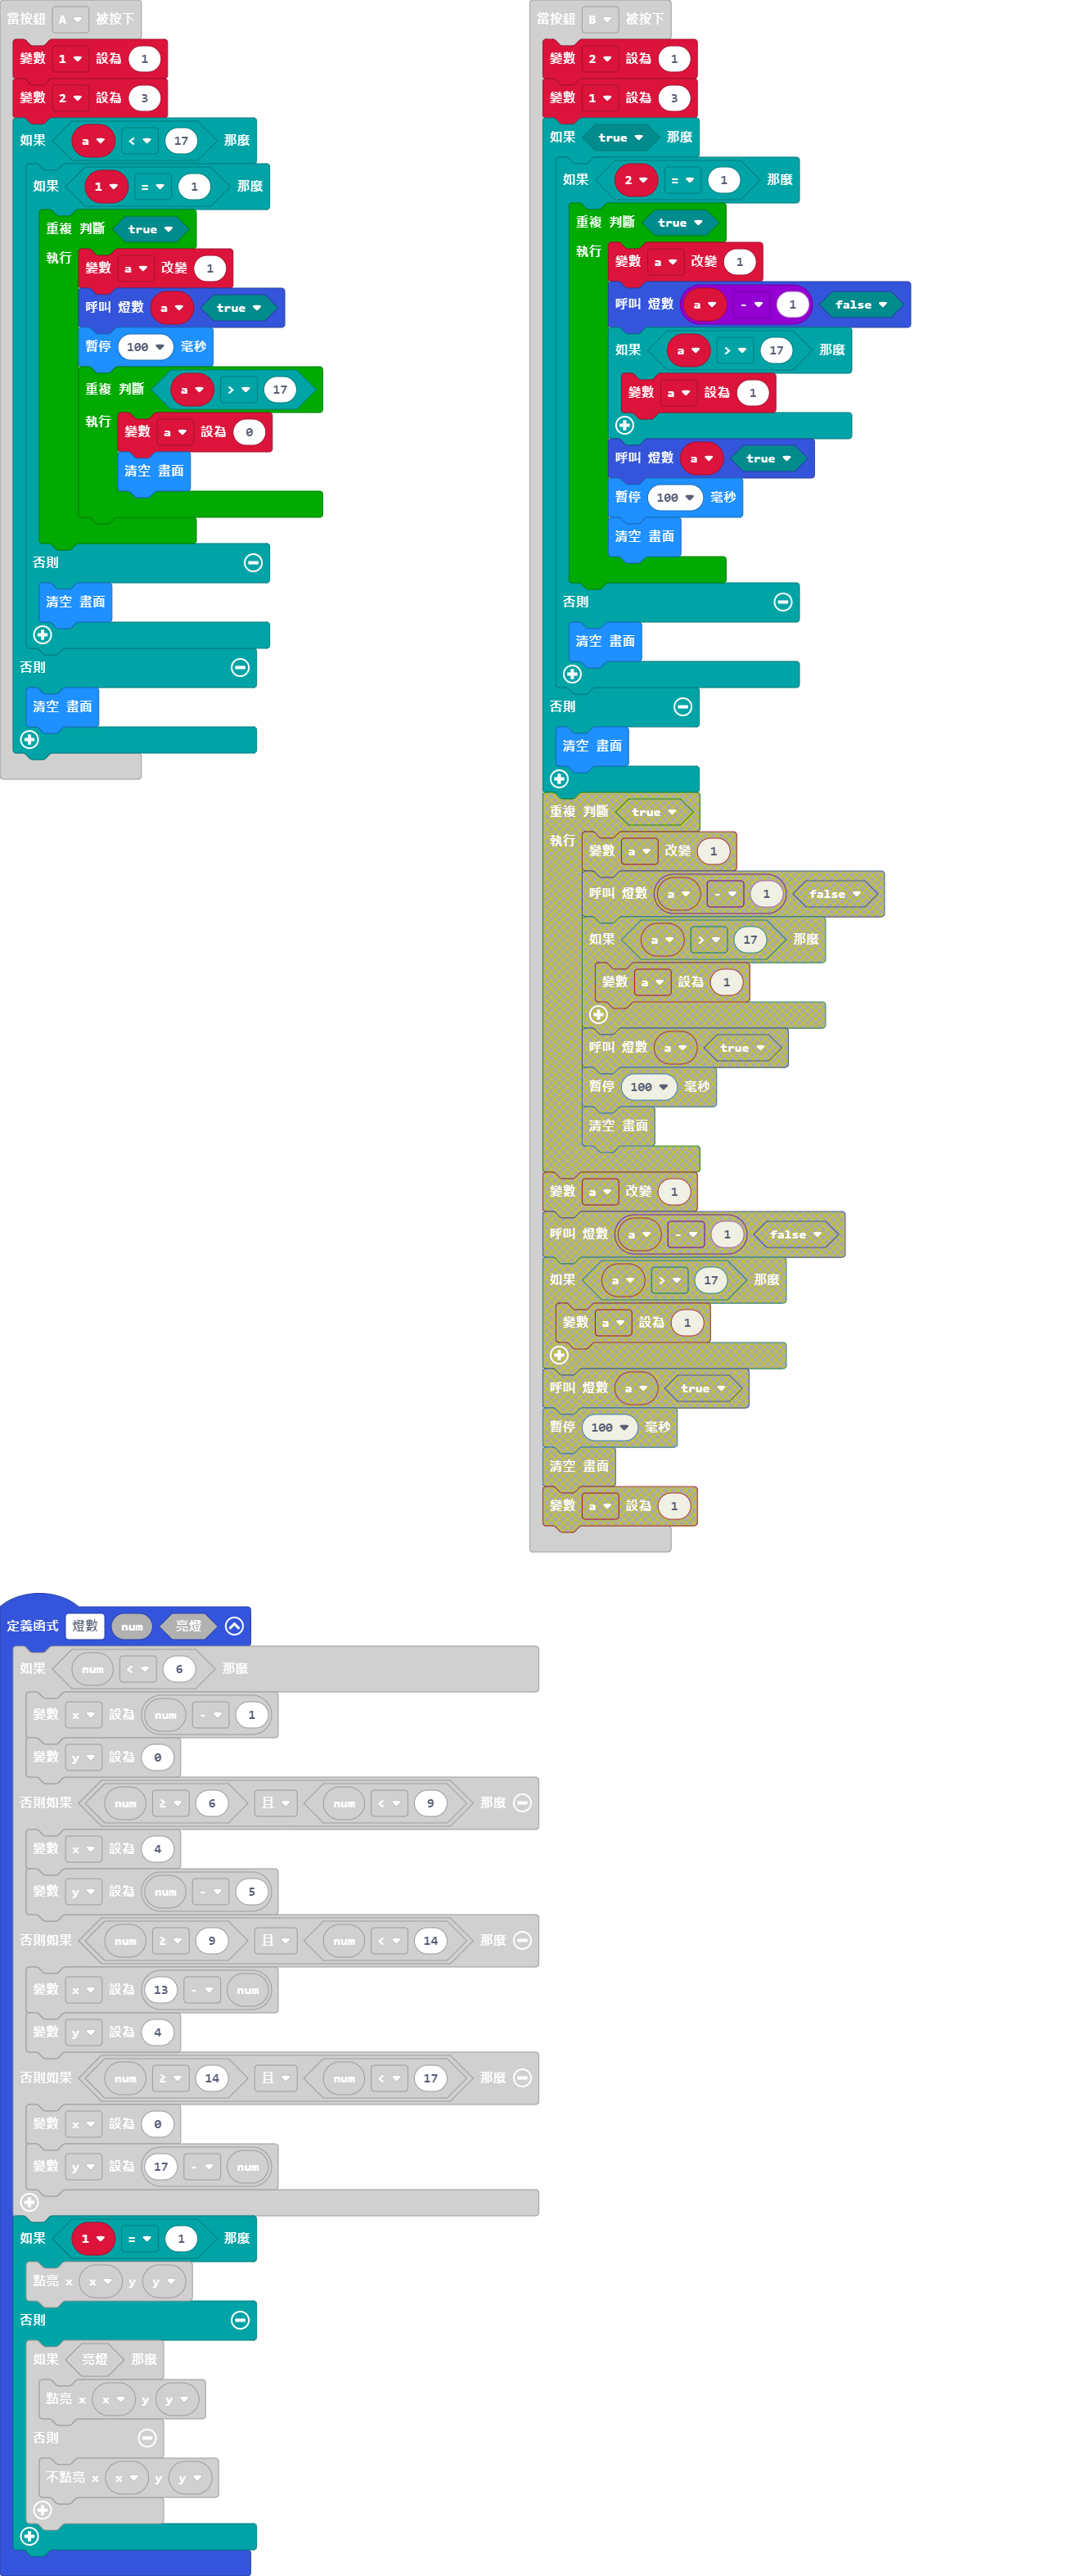 當按鈕 A 被按下
變數 1 設為 1
變數 2 設為 3
如果 a < 17 那麼
如果 1 = 1 那麼
重複 判斷 true
執行
變數 a 改變 1
呼叫 燈數 a true
暫停 100 毫秒
重複 判斷 a > 17
執行
變數 a 設為 0
清空 畫面
否則
清空 畫面
否則
清空 畫面
當按鈕 B 被按下
變數 2 設為 1
變數 1 設為 3
如果 true 那麼
如果 2 = 1 那麼
重複 判斷 true
執行
變數 a 改變 1
呼叫 燈數 a - 1 false
如果 a > 17 那麼
變數 a 設為 1
呼叫 燈數 a true
暫停 100 毫秒
清空 畫面
否則
清空 畫面
否則
清空 畫面
重複 判斷 true
執行
變數 a 改變 1
呼叫 燈數 a - 1 false
如果 a > 17 那麼
變數 a 設為 1
呼叫 燈數 a true
暫停 100 毫秒
清空 畫面
變數 a 改變 1
呼叫 燈數 a - 1 false
如果 a > 17 那麼
變數 a 設為 1
呼叫 燈數 a true
暫停 100 毫秒
清空 畫面
變數 a 設為 1
定義函式 燈數 num 亮燈
如果 num < 6 那麼
變數 x 設為 num - 1
變數 y 設為 0
否則如果 num ≥ 6 且 num < 9 那麼
變數 x 設為 4
變數 y 設為 num - 5
否則如果 num ≥ 9 且 num < 14 那麼
變數 x 設為 13 - num
變數 y 設為 4
否則如果 num ≥ 14 且 num < 17 那麼
變數 x 設為 0
變數 y 設為 17 - num
如果 1 = 1 那麼
點亮 x x y y
否則
如果 亮燈 那麼
點亮 x x y y
否則
不點亮 x x y y